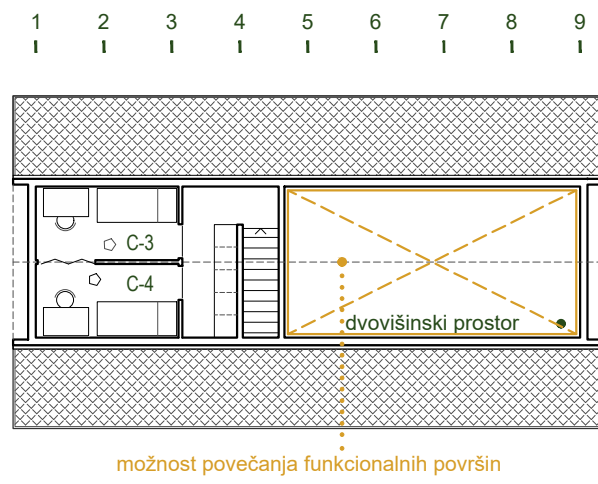 1 2 3 4 5 6 7 8 9
C-3
C-4
dvovišinski prostor
možnost povečanja funkcionalnih površin